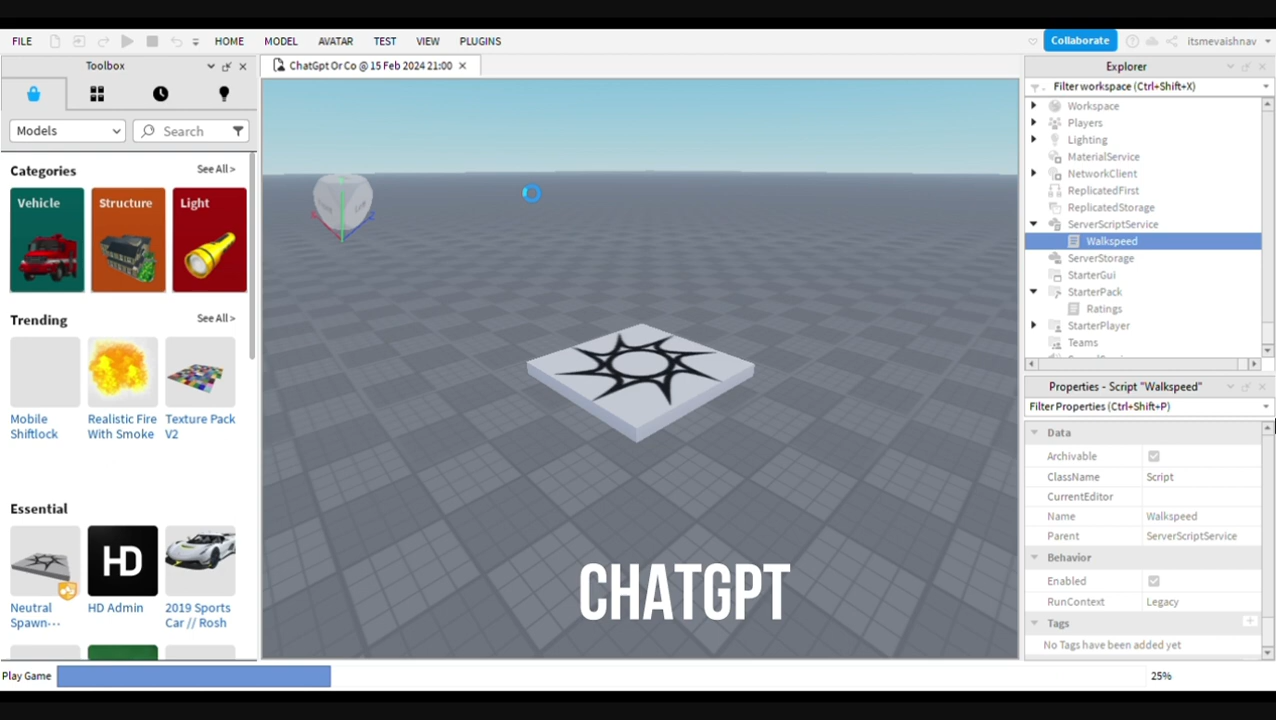 FILE HOME MODEL AVATAR TEST VIEW PLUGINS Collaborate itsmevaishnav
Toolbox
ChatGpt Or Co @ 15 Feb 2024 21:00
Models
Search
Categories See All >
Vehicle Structure Light
Trending See All >
Mobile Shiftlock
Realistic Fire With Smoke
Texture Pack V2
Essential
HD
Neutral Spawn...
HD Admin
2019 Sports Car // Rosh
CHATGPT
Explorer
Filter workspace (Ctrl+Shift+X)
Workspace
Players
Lighting
MaterialService
NetworkClient
ReplicatedFirst
ReplicatedStorage
ServerScriptService
Walkspeed
ServerStorage
StarterGui
StarterPack
Ratings
StarterPlayer
Teams
Properties - Script "Walkspeed"
Filter Properties (Ctrl+Shift+P)
Data
Archivable
ClassName Script
CurrentEditor
Name Walkspeed
Parent ServerScriptService
Behavior
Enabled
RunContext Legacy
Tags
No Tags have been added yet
Play Game 25%